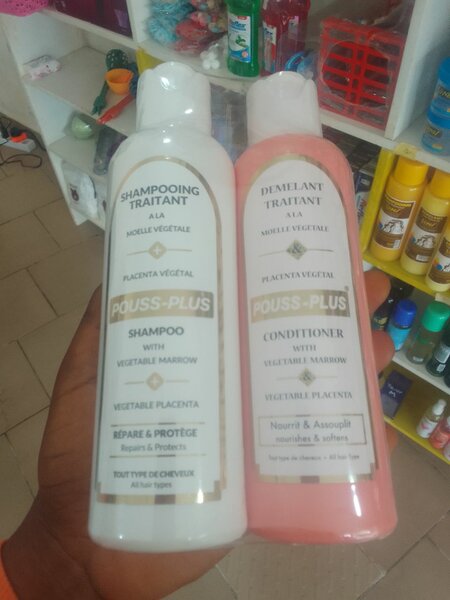 SHAMPOOING
TRAITANT
A LA
MOELLE VÉGÉTALE
+
PLACENTA VÉGÉTAL
POUSS-PLUS
SHAMPOO
WITH
VEGETABLE MARROW
+
VEGETABLE PLACENTA
RÉPARE & PROTÈGE
Repairs & Protects
TOUT TYPE DE CHEVEUX
All hair types
DEMELANT
TRAITANT
A LA
MOELLE VÉGÉTALE
&
PLACENTA VÉGÉTAL
POUSS-PLUS
CONDITIONER
WITH
VEGETABLE MARROW
&
VEGETABLE PLACENTA
Nourrit & Assouplit
nourishes & softens
Tout type de cheveux - All hair Type